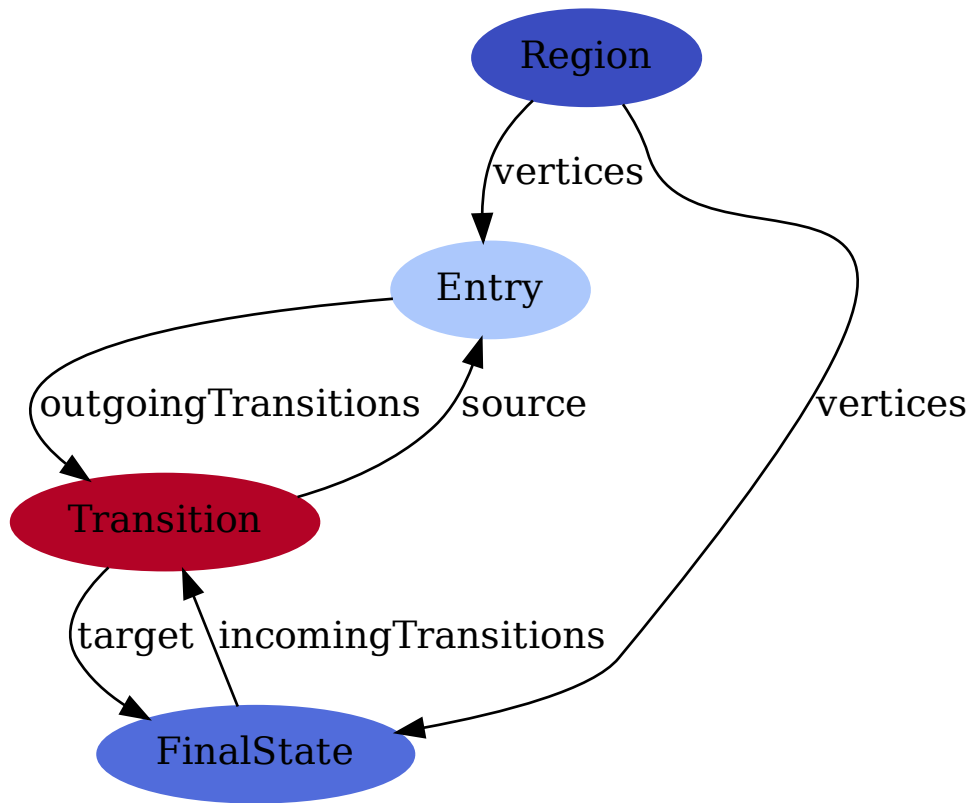 Region
vertices
Entry
outgoingTransitions
source
vertices
Transition
target
incomingTransitions
FinalState